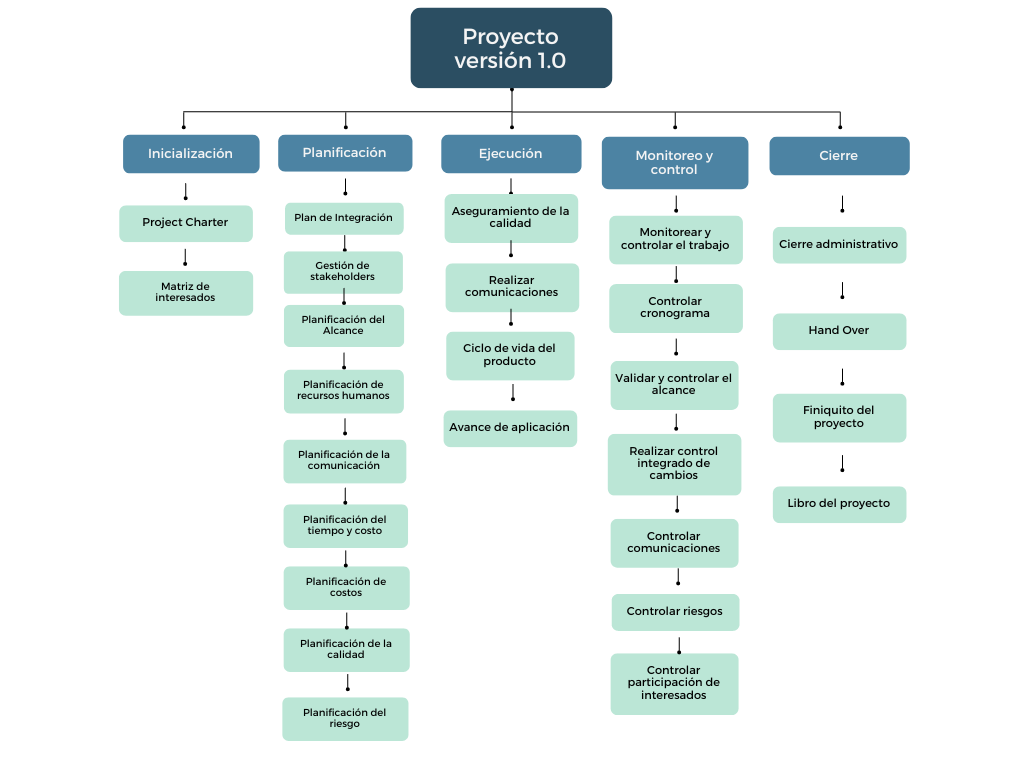 Proyecto
versión 1.0
Inicialización
Project Charter
Matriz de
interesados
Planificación
Plan de Integración
Gestión de
stakeholders
Planificación del
Alcance
Planificación de
recursos humanos
Planificación de la
comunicación
Planificación del
tiempo y costo
Planificación de
costos
Planificación de la
calidad
Planificación del
riesgo
Ejecución
Aseguramiento de la
calidad
Realizar
comunicaciones
Ciclo de vida del
producto
Avance de aplicación
Monitoreo y
control
Monitorear y
controlar el trabajo
Controlar
cronograma
Validar y controlar el
alcance
Realizar control
integrado de
cambios
Controlar
comunicaciones
Controlar riesgos
Controlar
participación de
interesados
Cierre
Cierre administrativo
Hand Over
Finiquito del
proyecto
Libro del proyecto